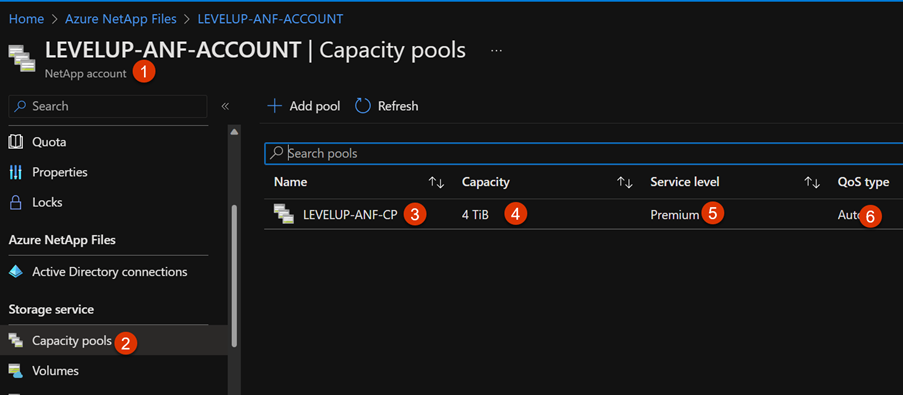 Home > Azure NetApp Files > LEVELUP-ANF-ACCOUNT
LEVELUP-ANF-ACCOUNT | Capacity pools ...
NetApp account 1
Search «
+ Add pool Refresh
Search pools
Quota
Properties
Locks
Azure NetApp Files
Active Directory connections
Storage service
Capacity pools 2
Volumes
Name ↑↓ Capacity ↑↓ Service level ↑↓ QoS type
LEVELUP-ANF-CP 3 4 TiB 4 Premium 5 Auto 6